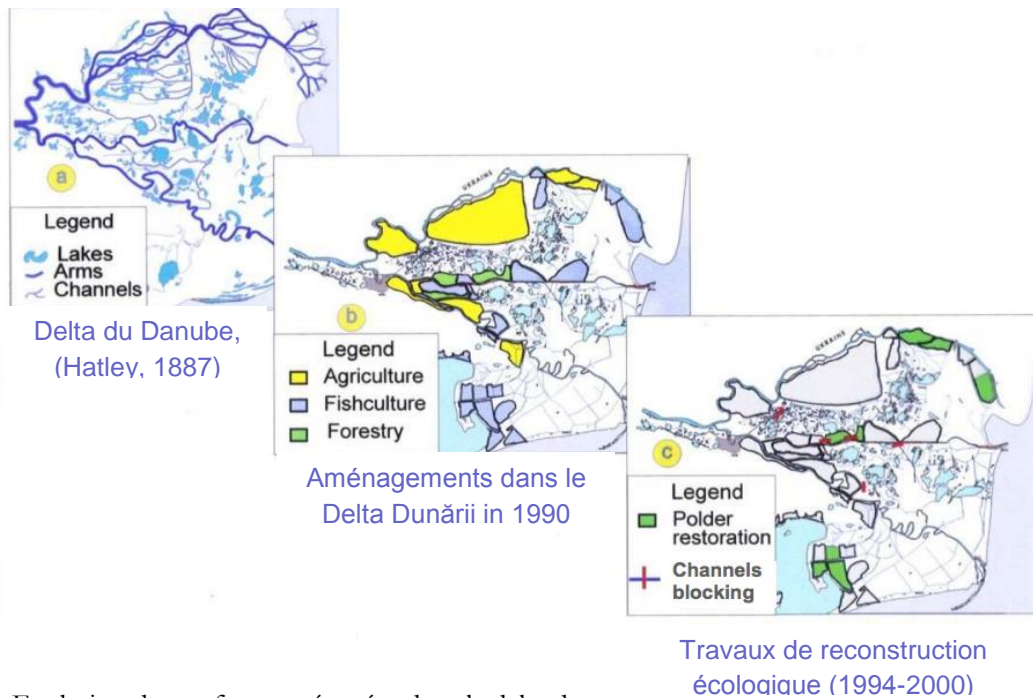 a
Legend
Lakes
Arms
Channels
Delta du Danube,
(Hatley, 1887)
UKRAINE
b
Legend
Agriculture
Fishculture
Forestry
Aménagements dans le
Delta Dunării in 1990
UKRAINE
c
Legend
Polder
restoration
Channels
blocking
Travaux de reconstruction
écologique (1994-2000)